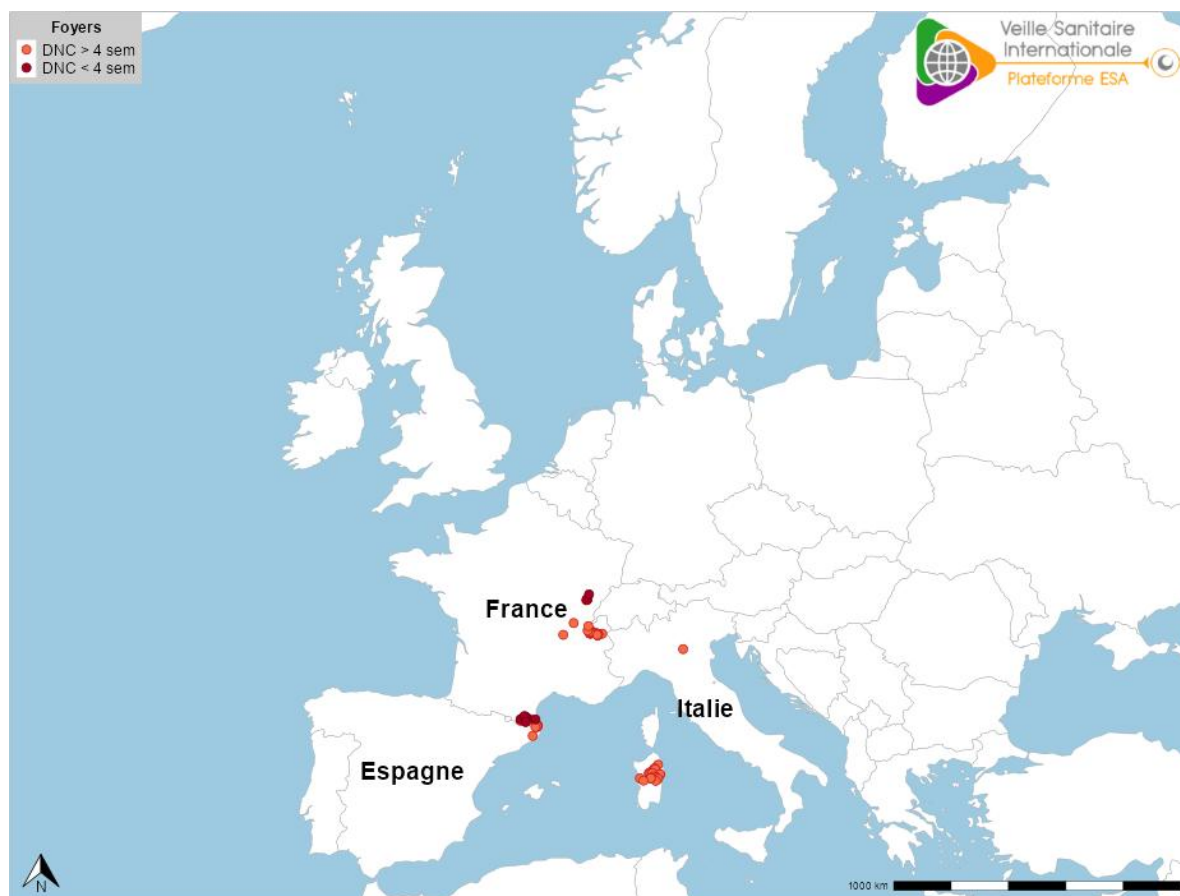 Foyers
DNC > 4 sem
DNC < 4 sem
Veille Sanitaire
Internationale
Plateforme ESA
France
Italie
Espagne
N
1000 km